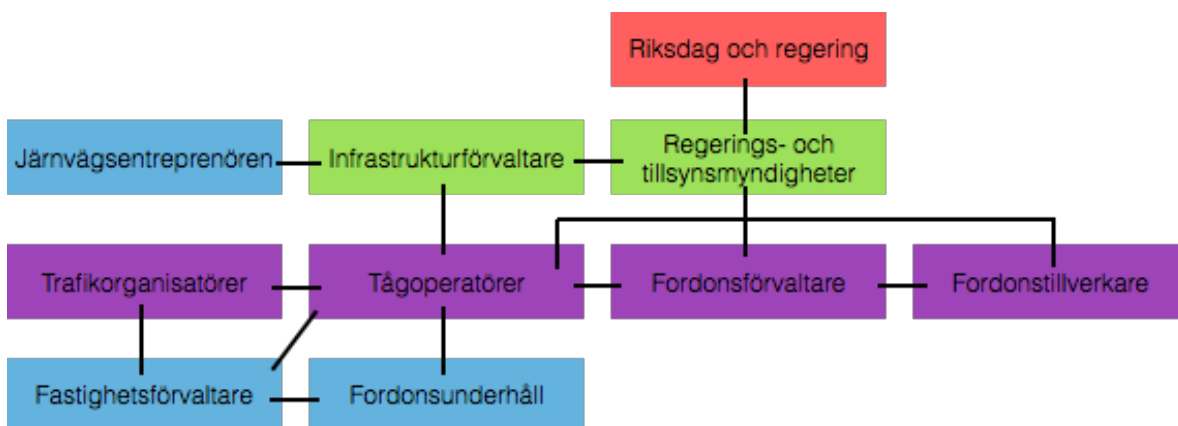 Riksdag och regering
Järnvägsentreprenören
Infrastrukturförvaltare
Regerings- och
tillsynsmyndigheter
Trafikorganisatörer
Tågoperatörer
Fordonsförvaltare
Fordonstillverkare
Fastighetsförvaltare
Fordonsunderhåll